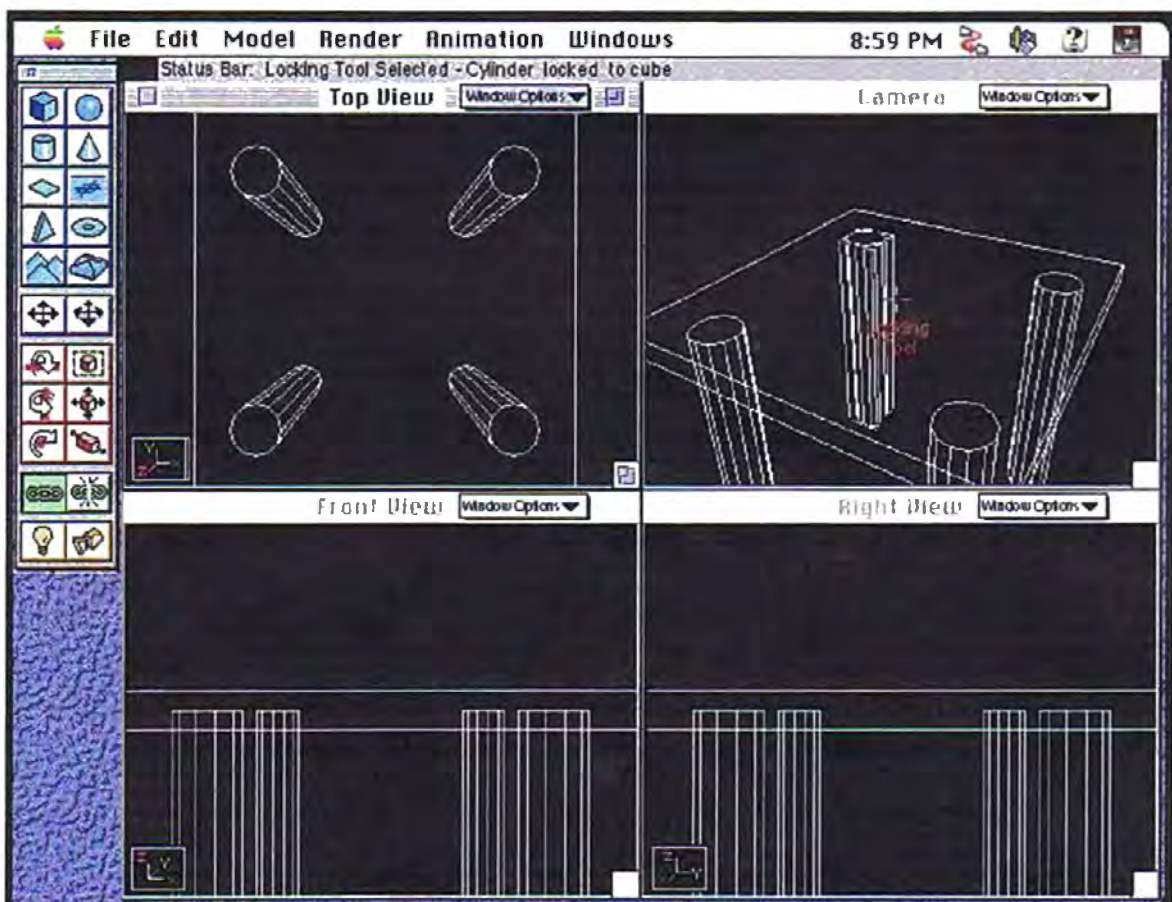 File Edit Model Render Animation Windows 8:59 PM
Status Bar: Locking Tool Selected - Cylinder locked to cube
Top View Window Options
Camera Window Options
Front View Window Options
Right View Window Options